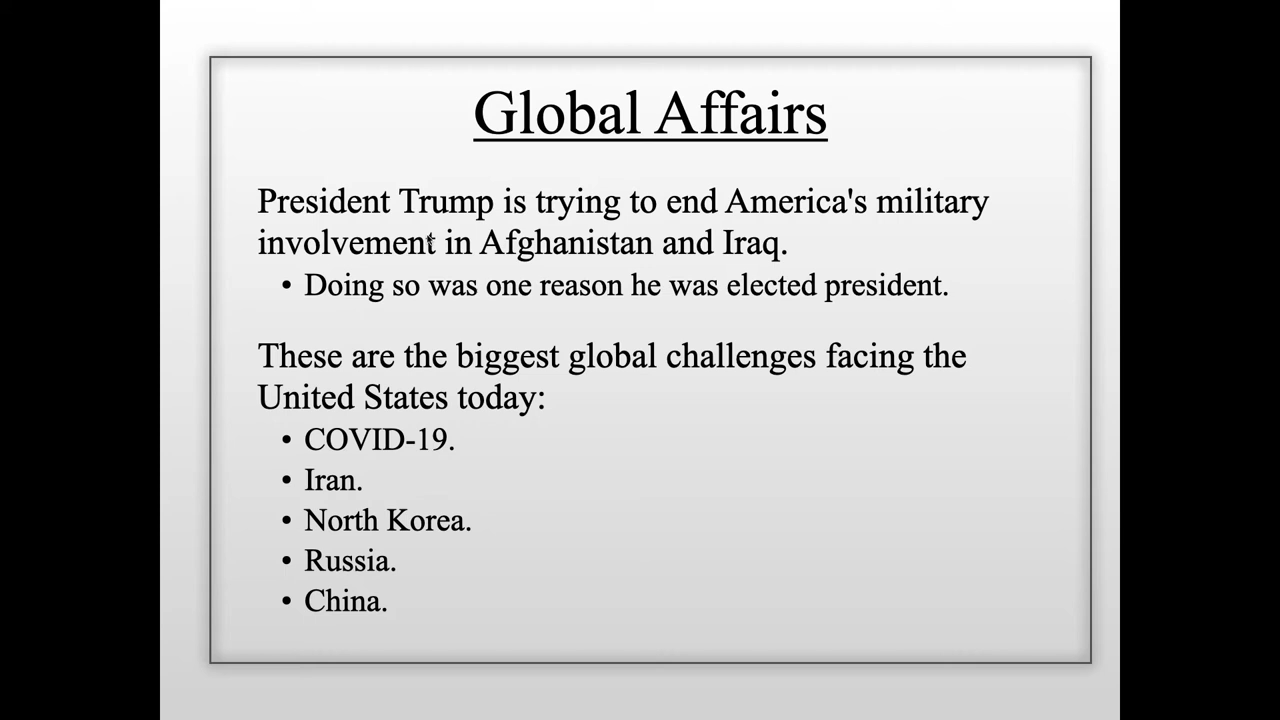 Global Affairs
President Trump is trying to end America's military
involvement in Afghanistan and Iraq.
• Doing so was one reason he was elected president.
These are the biggest global challenges facing the
United States today:
• COVID-19.
• Iran.
• North Korea.
• Russia.
• China.